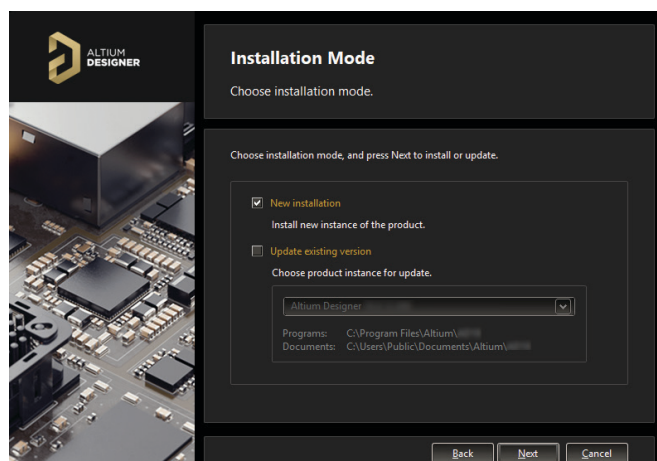 ALTIUM
DESIGNER
Installation Mode
Choose installation mode.
Choose installation mode, and press Next to install or update.
New installation
Install new instance of the product.
Update existing version
Choose product instance for update.
Altium Designer
Programs: C:\Program Files\Altium\
Documents: C:\Users\Public\Documents\Altium\
Back Next Cancel